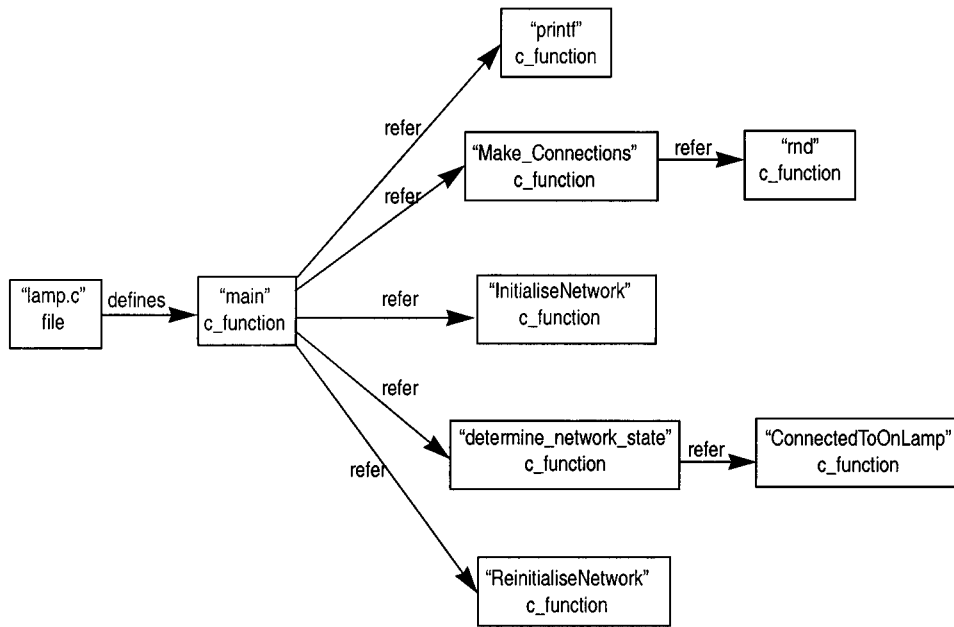 “printf”
c_function
refer
“Make_Connections”
c_function
refer
“rnd”
c_function
refer
“lamp.c”
file
defines
“main”
c_function
refer
“InitialiseNetwork”
c_function
refer
“determine_network_state”
c_function
refer
“ConnectedToOnLamp”
c_function
refer
“ReinitialiseNetwork”
c_function